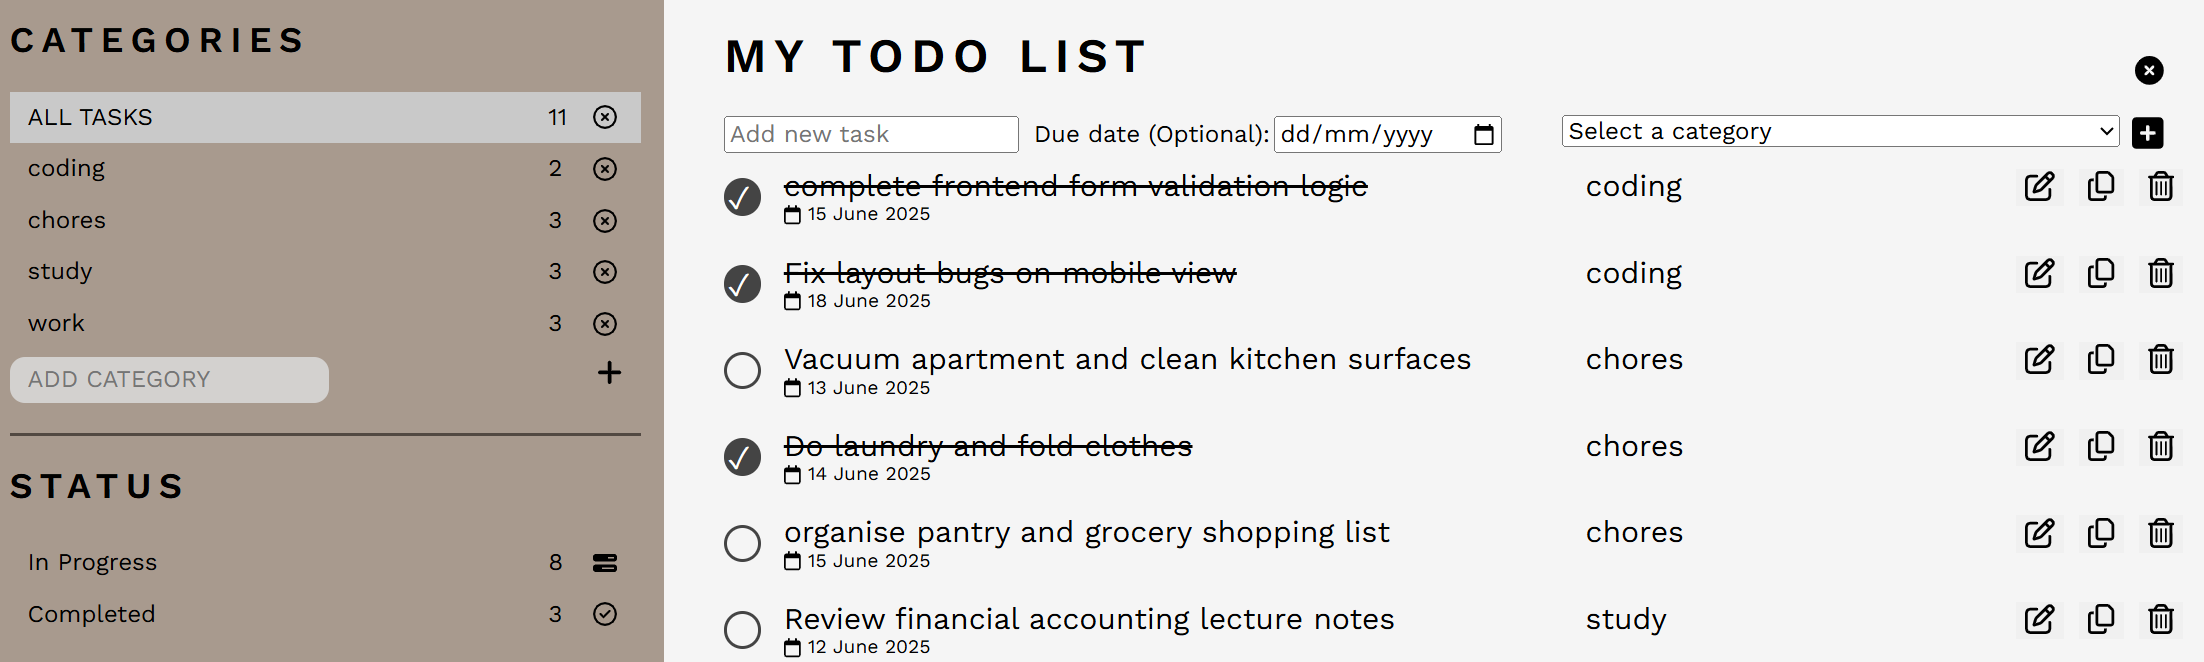 CATEGORIES
ALL TASKS 11
coding 2
chores 3
study 3
work 3
ADD CATEGORY
STATUS
In Progress 8
Completed 3
MY TODO LIST
Add new task Due date (Optional): dd/mm/yyyy Select a category
complete frontend form validation logic coding
15 June 2025
Fix layout bugs on mobile view coding
18 June 2025
Vacuum apartment and clean kitchen surfaces chores
13 June 2025
Do laundry and fold clothes chores
14 June 2025
organise pantry and grocery shopping list chores
15 June 2025
Review financial accounting lecture notes study
12 June 2025